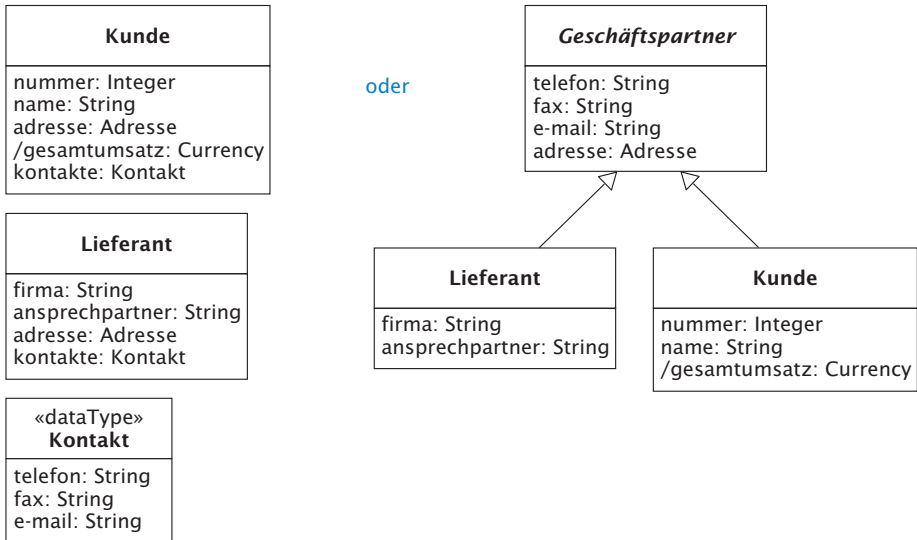 Kunde
nummer: Integer
name: String
adresse: Adresse
/gesamtumsatz: Currency
kontakte: Kontakt
Lieferant
firma: String
ansprechpartner: String
adresse: Adresse
kontakte: Kontakt
«dataType»
Kontakt
telefon: String
fax: String
e-mail: String
oder
Geschäftspartner
telefon: String
fax: String
e-mail: String
adresse: Adresse
Lieferant
firma: String
ansprechpartner: String
Kunde
nummer: Integer
name: String
/gesamtumsatz: Currency